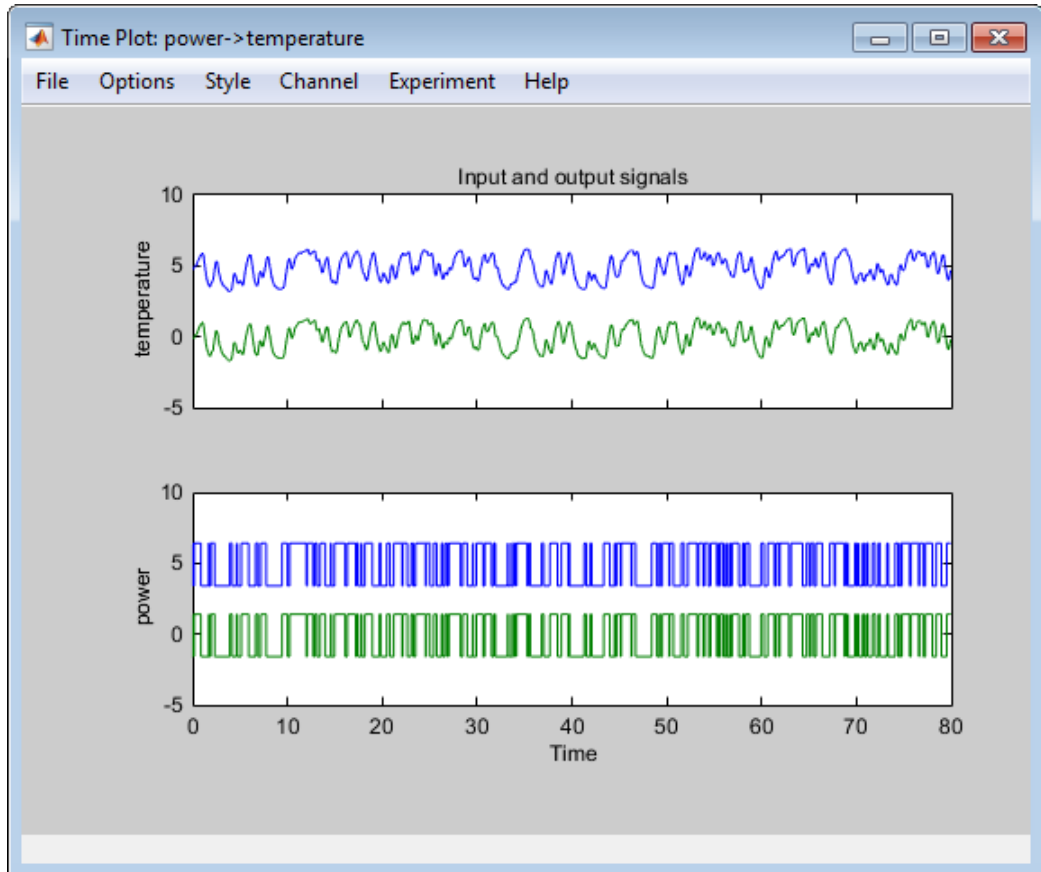 Time Plot: power->temperature
File Options Style Channel Experiment Help
Input and output signals
10
5
0
-5
temperature
10
5
0
-5
power
0 10 20 30 40 50 60 70 80
Time